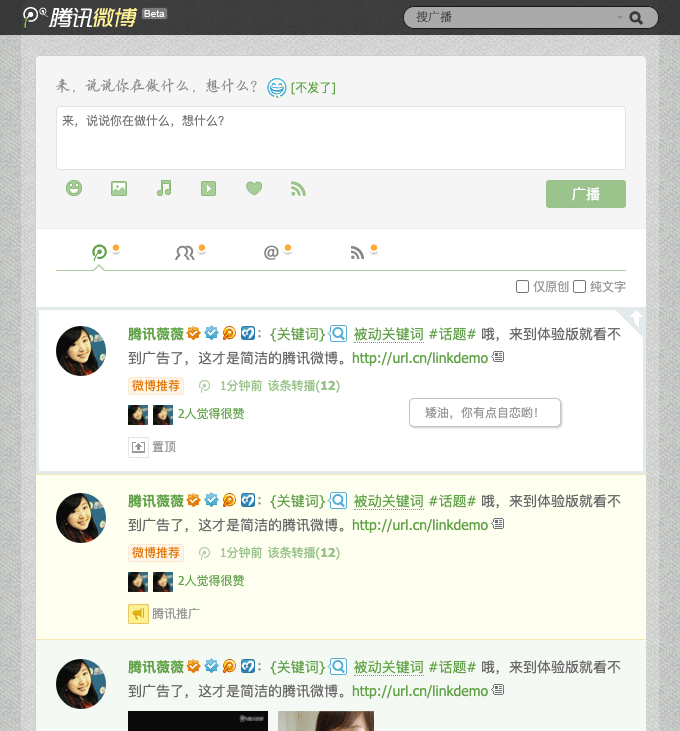 腾讯微博 Beta
搜广播
来，说说你在做什么，想什么? [不发了]
来，说说你在做什么，想什么?
广播
@
仅原创 纯文字
腾讯薇薇: {关键词} 被动关键词 #话题# 哦，来到体验版就看不
到广告了，这才是简洁的腾讯微博。http://url.cn/linkdemo
微博推荐 1分钟前 该条转播(12)
2人觉得很赞
矮油，你有点自恋哟!
置顶
腾讯薇薇: {关键词} 被动关键词 #话题# 哦，来到体验版就看不
到广告了，这才是简洁的腾讯微博。http://url.cn/linkdemo
微博推荐 1分钟前 该条转播(12)
2人觉得很赞
腾讯推广
腾讯薇薇: {关键词} 被动关键词 #话题# 哦，来到体验版就看不
到广告了，这才是简洁的腾讯微博。http://url.cn/linkdemo